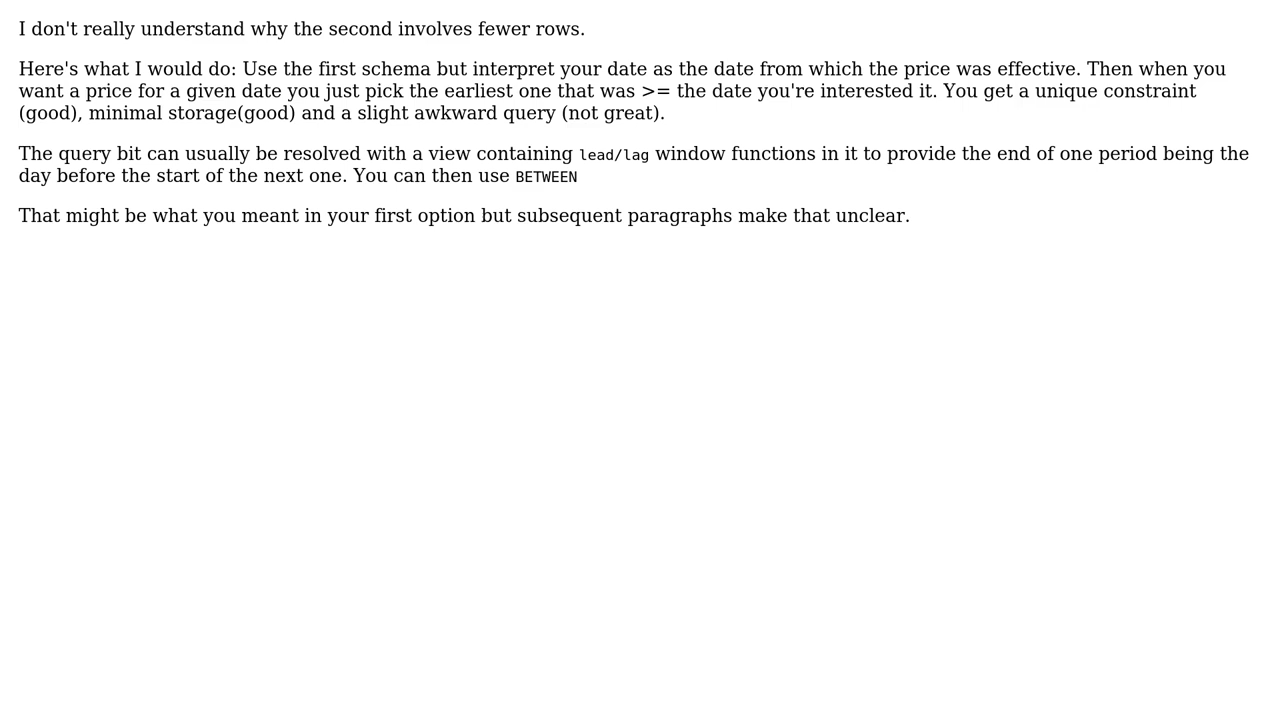 I don't really understand why the second involves fewer rows.
Here's what I would do: Use the first schema but interpret your date as the date from which the price was effective. Then when you
want a price for a given date you just pick the earliest one that was >= the date you're interested it. You get a unique constraint
(good), minimal storage(good) and a slight awkward query (not great).
The query bit can usually be resolved with a view containing lead/lag window functions in it to provide the end of one period being the
day before the start of the next one. You can then use BETWEEN
That might be what you meant in your first option but subsequent paragraphs make that unclear.